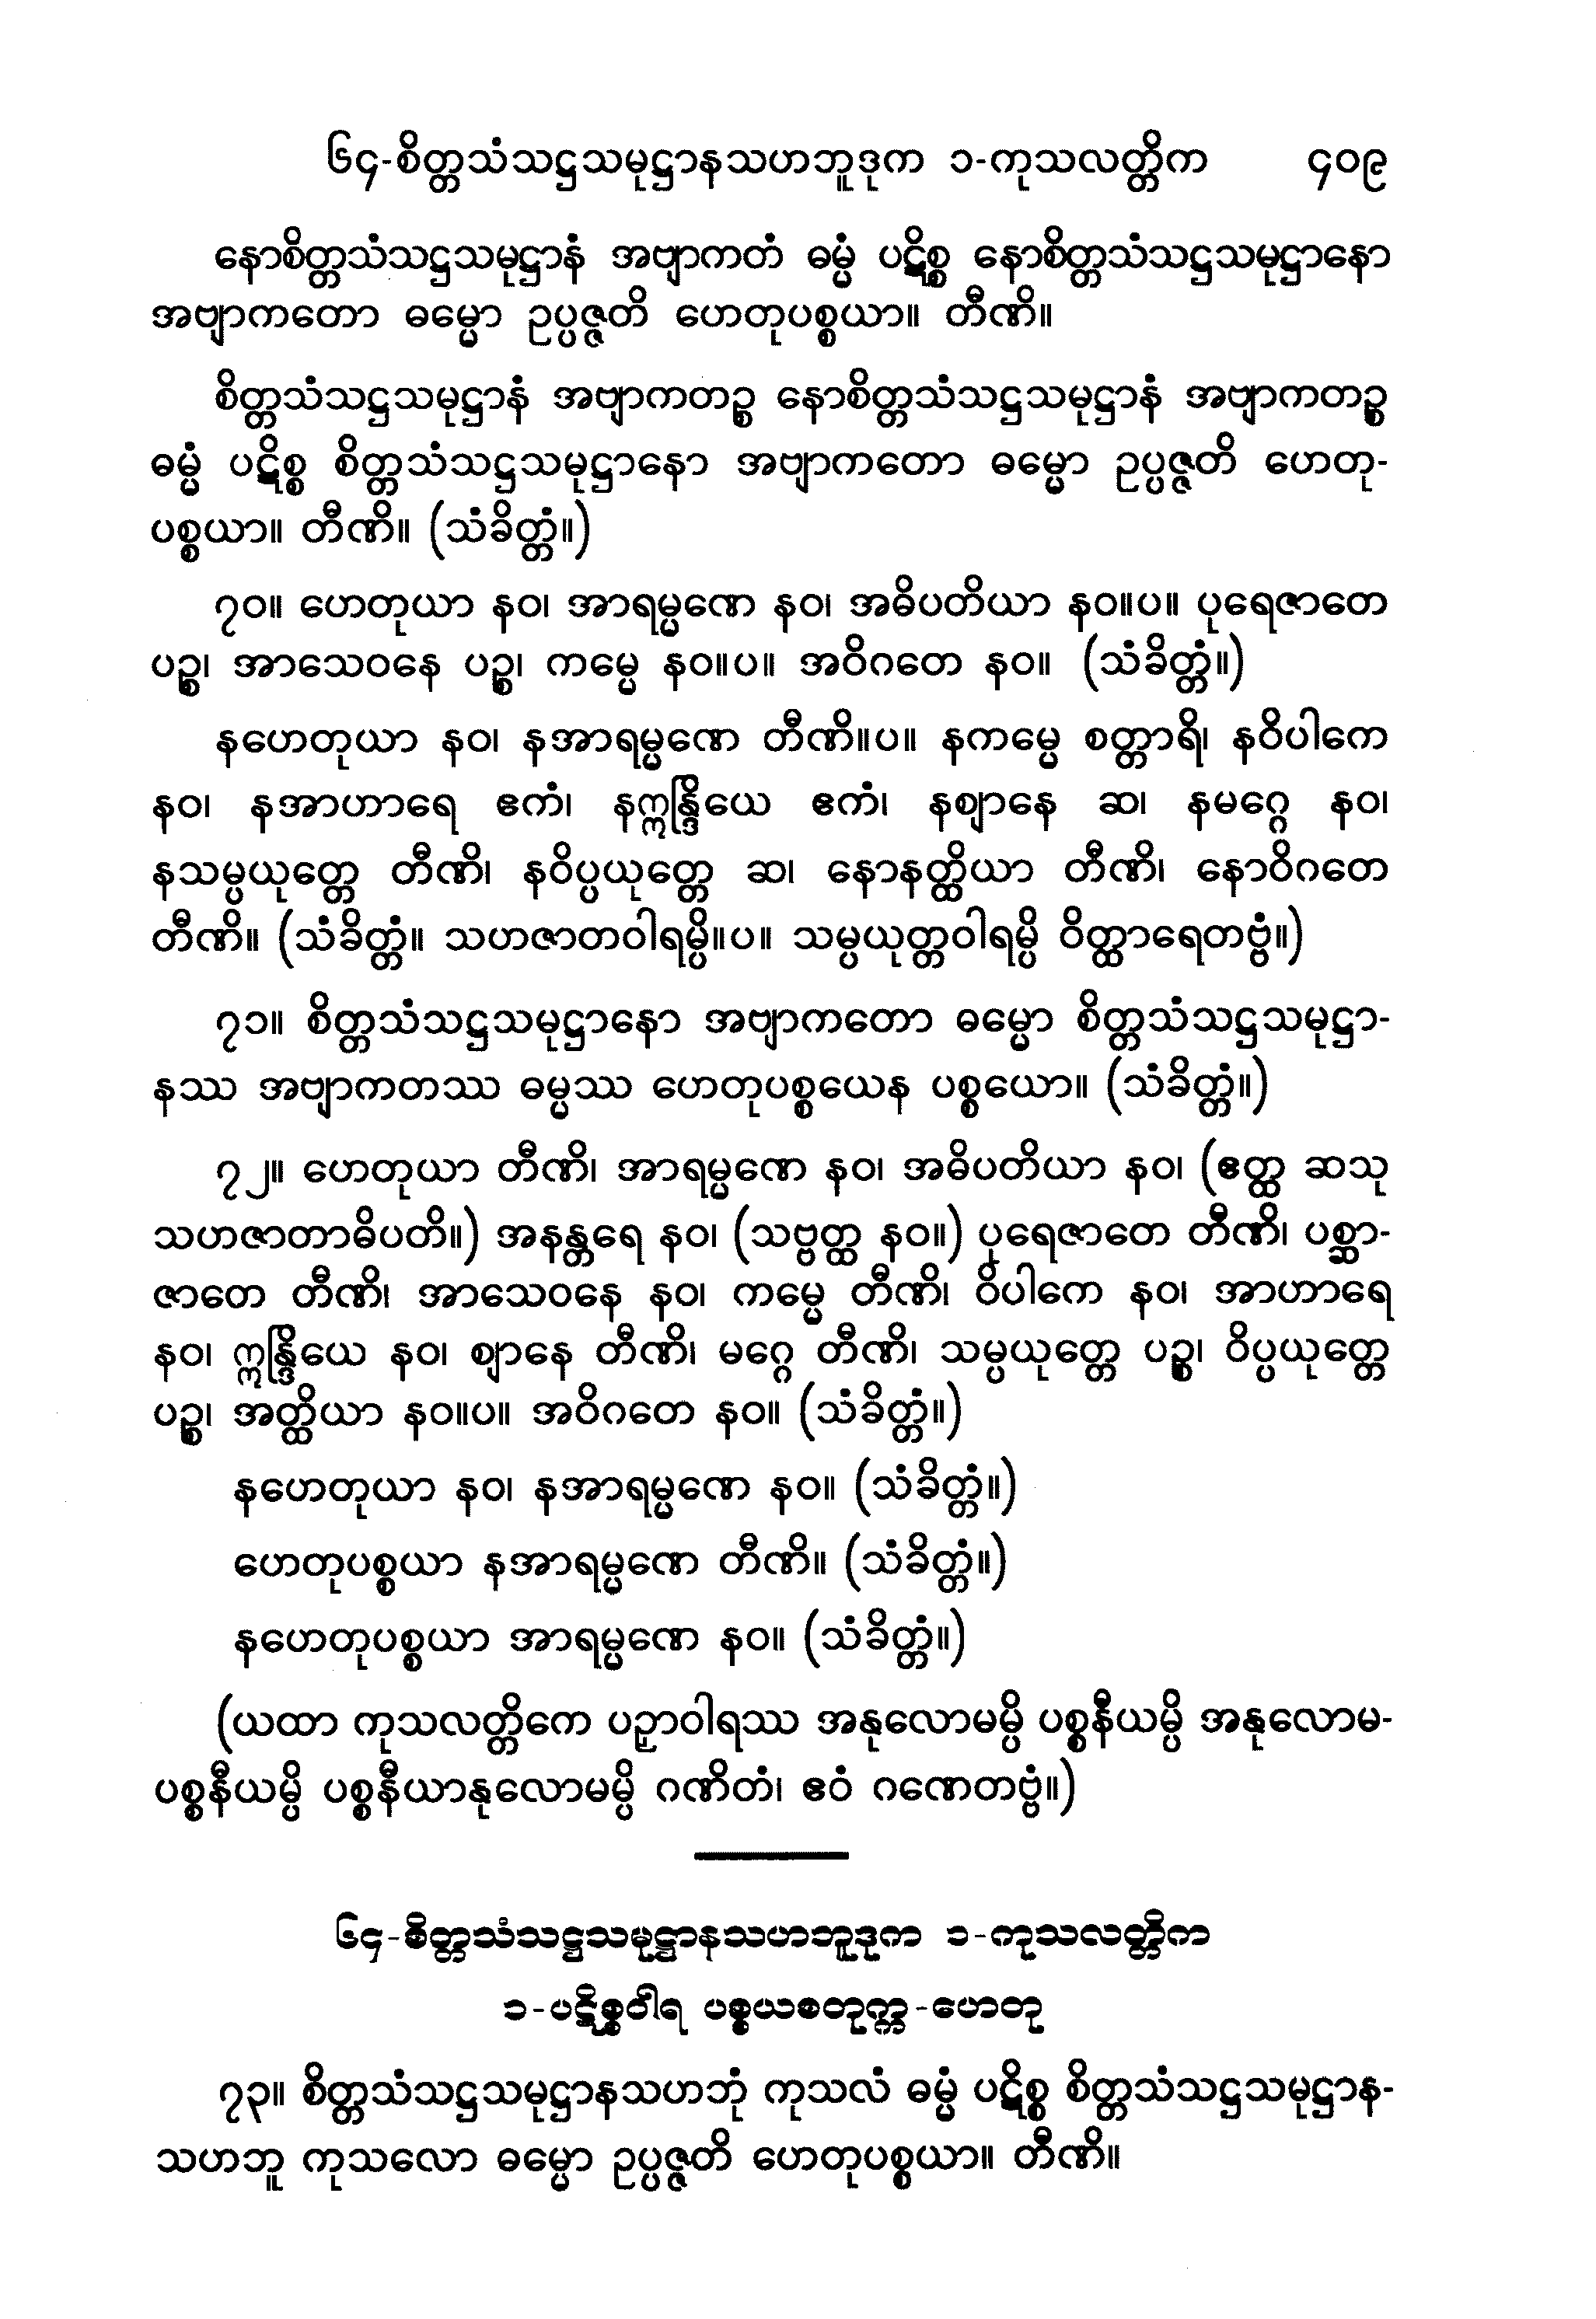 ၆၄-စိတ္တသံသဋ္ဌသမုဋ္ဌာနသဟဘူဒုက ၁-ကုသလတ္တိက ၄၀၉
နောစိတ္တသံသဋ္ဌသမုဋ္ဌာနံ အဗျာကတံ ဓမ္မံ ပဋိစ္စ နောစိတ္တသံသဋ္ဌသမုဋ္ဌာနော
အဗျာကတော ဓမ္မော ဥပ္ပဇ္ဇတိ ဟေတုပစ္စယာ။ တီဏိ။
စိတ္တသံသဋ္ဌသမုဋ္ဌာနံ အဗျာကတဉ္စ နောစိတ္တသံသဋ္ဌသမုဋ္ဌာနံ အဗျာကတဉ္စ
ဓမ္မံ ပဋိစ္စ စိတ္တသံသဋ္ဌသမုဋ္ဌာနော အဗျာကတော ဓမ္မော ဥပ္ပဇ္ဇတိ ဟေတု-
ပစ္စယာ။ တီဏိ။ (သံခိတ္တံ။)
၇၀။ ဟေတုယာ နဝ၊ အာရမ္မဏေ နဝ၊ အဓိပတိယာ နဝ။ပ။ ပုရေဇာတေ
ပဉ္စ၊ အာသေဝနေ ပဉ္စ၊ ကမ္မေ နဝ။ပ။ အဝိဂတေ နဝ။ (သံခိတ္တံ။)
နဟေတုယာ နဝ၊ နအာရမ္မဏေ တီဏိ။ပ။ နကမ္မေ စတ္တာရိ၊ နဝိပါကေ
နဝ၊ နအာဟာရေ ဧကံ၊ နဣန္ဒြိယေ ဧကံ၊ နဈာနေ ဆ၊ နမဂ္ဂေ နဝ၊
နသမ္ပယုတ္တေ တီဏိ၊ နဝိပ္ပယုတ္တေ ဆ၊ နောနတ္ထိယာ တီဏိ၊ နောဝိဂတေ
တီဏိ။ (သံခိတ္တံ။ သဟဇာတဝါရမ္ပိ။ပ။ သမ္ပယုတ္တဝါရမ္ပိ ဝိတ္ထာရေတဗ္ဗံ။)
၇၁။ စိတ္တသံသဋ္ဌသမုဋ္ဌာနော အဗျာကတော ဓမ္မော စိတ္တသံသဋ္ဌသမုဋ္ဌာ-
နဿ အဗျာကတဿ ဓမ္မဿ ဟေတုပစ္စယေန ပစ္စယော။ (သံခိတ္တံ။)
၇၂။ ဟေတုယာ တီဏိ၊ အာရမ္မဏေ နဝ၊ အဓိပတိယာ နဝ၊ (ဧတ္ထ ဆသု
သဟဇာတာဓိပတိ။) အနန္တရေ နဝ၊ (သဗ္ဗတ္ထ နဝ။) ပုရေဇာတေ တီဏိ၊ ပစ္ဆာ-
ဇာတေ တီဏိ၊ အာသေဝနေ နဝ၊ ကမ္မေ တီဏိ၊ ဝိပါကေ နဝ၊ အာဟာရေ
နဝ၊ ဣန္ဒြိယေ နဝ၊ ဈာနေ တီဏိ၊ မဂ္ဂေ တီဏိ၊ သမ္ပယုတ္တေ ပဉ္စ၊ ဝိပ္ပယုတ္တေ
ပဉ္စ၊ အတ္ထိယာ နဝ။ပ။ အဝိဂတေ နဝ။ (သံခိတ္တံ။)
နဟေတုယာ နဝ၊ နအာရမ္မဏေ နဝ။ (သံခိတ္တံ။)
ဟေတုပစ္စယာ နအာရမ္မဏေ တီဏိ။ (သံခိတ္တံ။)
နဟေတုပစ္စယာ အာရမ္မဏေ နဝ။ (သံခိတ္တံ။)
(ယထာ ကုသလတ္တိကေ ပဉှာဝါရဿ အနုလောမမ္ပိ ပစ္စနီယမ္ပိ အနုလောမ-
ပစ္စနီယမ္ပိ ပစ္စနီယာနုလောမမ္ပိ ဂဏိတံ၊ ဧဝံ ဂဏေတဗ္ဗံ။)
၆၄-စိတ္တသံသဋ္ဌသမုဋ္ဌာနသဟဘူဒုက ၁-ကုသလတ္တိက
၁-ပဋိစ္စဝါရ ပစ္စယစတုက္က-ဟေတု
၇၃။ စိတ္တသံသဋ္ဌသမုဋ္ဌာနသဟဘုံ ကုသလံ ဓမ္မံ ပဋိစ္စ စိတ္တသံသဋ္ဌသမုဋ္ဌာန-
သဟဘူ ကုသလော ဓမ္မော ဥပ္ပဇ္ဇတိ ဟေတုပစ္စယာ။ တီဏိ။